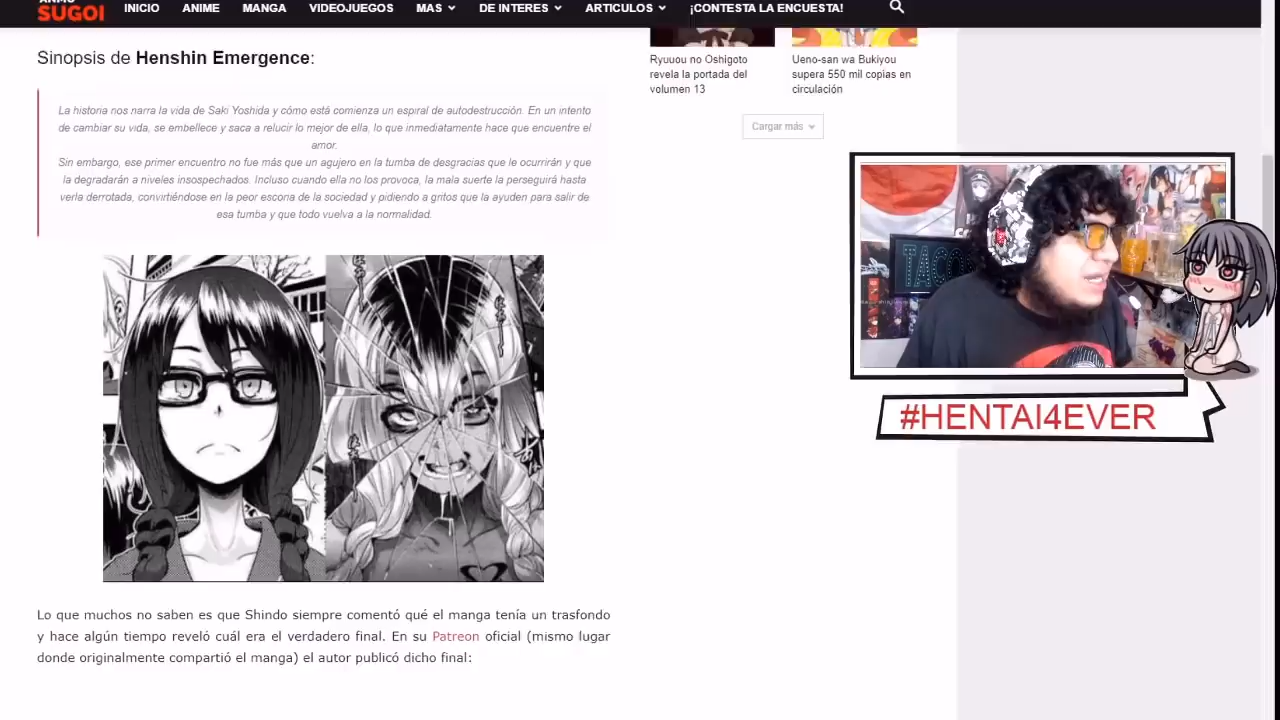 SUGOI
INICIO ANIME MANGA VIDEOJUEGOS MAS DE INTERES ARTICULOS ¡CONTESTA LA ENCUESTA!
Sinopsis de Henshin Emergence:
La historia nos narra la vida de Saki Yoshida y cómo está comienza un espiral de autodestrucción. En un intento
de cambiar su vida, se embellece y saca a relucir lo mejor de ella, lo que inmediatamente hace que encuentre el
amor.
Sin embargo, ese primer encuentro no fue más que un agujero en la tumba de desgracias que le ocurrirán y que
la degradarán a niveles insospechados. Incluso cuando ella no los provoca, la mala suerte la perseguirá hasta
verla derrotada, convirtiéndose en la peor escoria de la sociedad y pidiendo a gritos que la ayuden para salir de
esa tumba y que todo vuelva a la normalidad.
Lo que muchos no saben es que Shindo siempre comentó qué el manga tenía un trasfondo
y hace algún tiempo reveló cuál era el verdadero final. En su Patreon oficial (mismo lugar
donde originalmente compartió el manga) el autor publicó dicho final:
Ryuuou no Oshigoto
revela la portada del
volumen 13
Ueno-san wa Bukiyou
supera 550 mil copias en
circulación
Cargar más
TACOS
#HENTAI4EVER